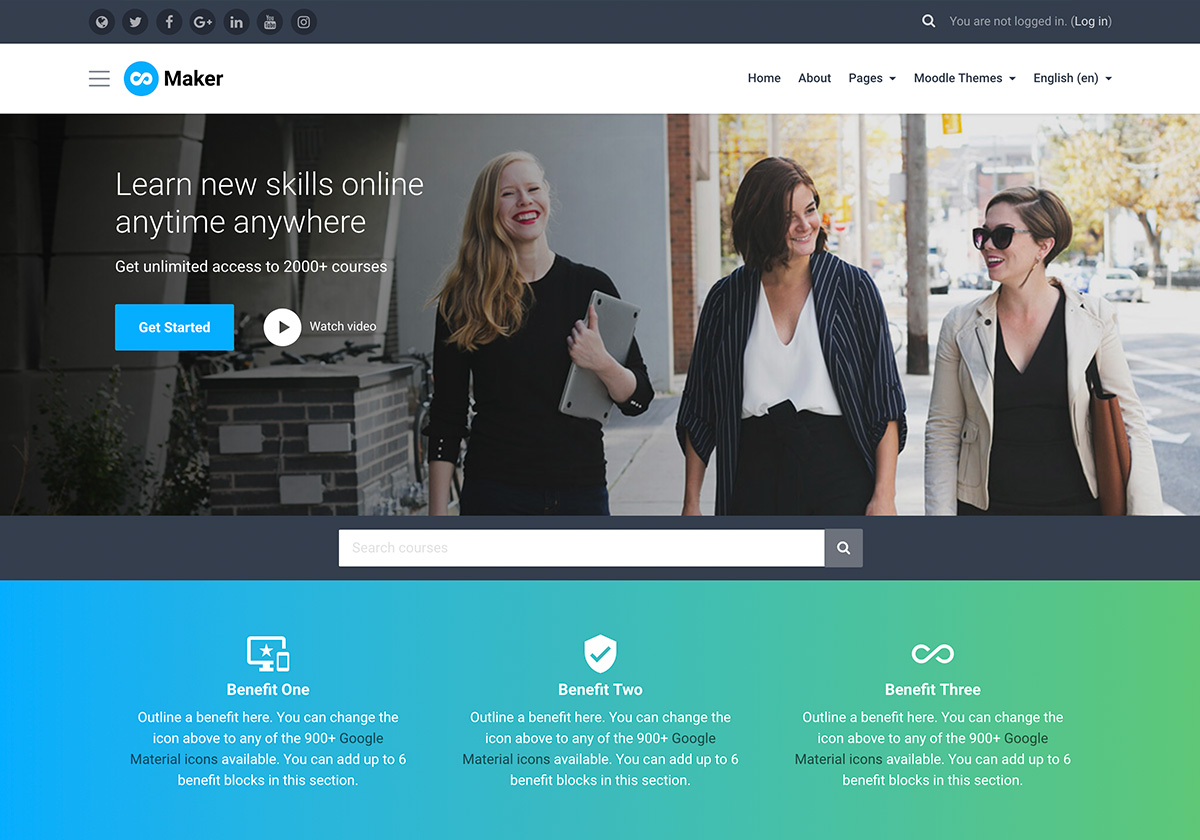 You are not logged in. (Log in)
Maker
Home About Pages Moodle Themes English (en)
Learn new skills online
anytime anywhere
Get unlimited access to 2000+ courses
Get Started
Watch video
Search courses
Benefit One
Outline a benefit here. You can change the
icon above to any of the 900+ Google
Material icons available. You can add up to 6
benefit blocks in this section.
Benefit Two
Outline a benefit here. You can change the
icon above to any of the 900+ Google
Material icons available. You can add up to 6
benefit blocks in this section.
Benefit Three
Outline a benefit here. You can change the
icon above to any of the 900+ Google
Material icons available. You can add up to 6
benefit blocks in this section.